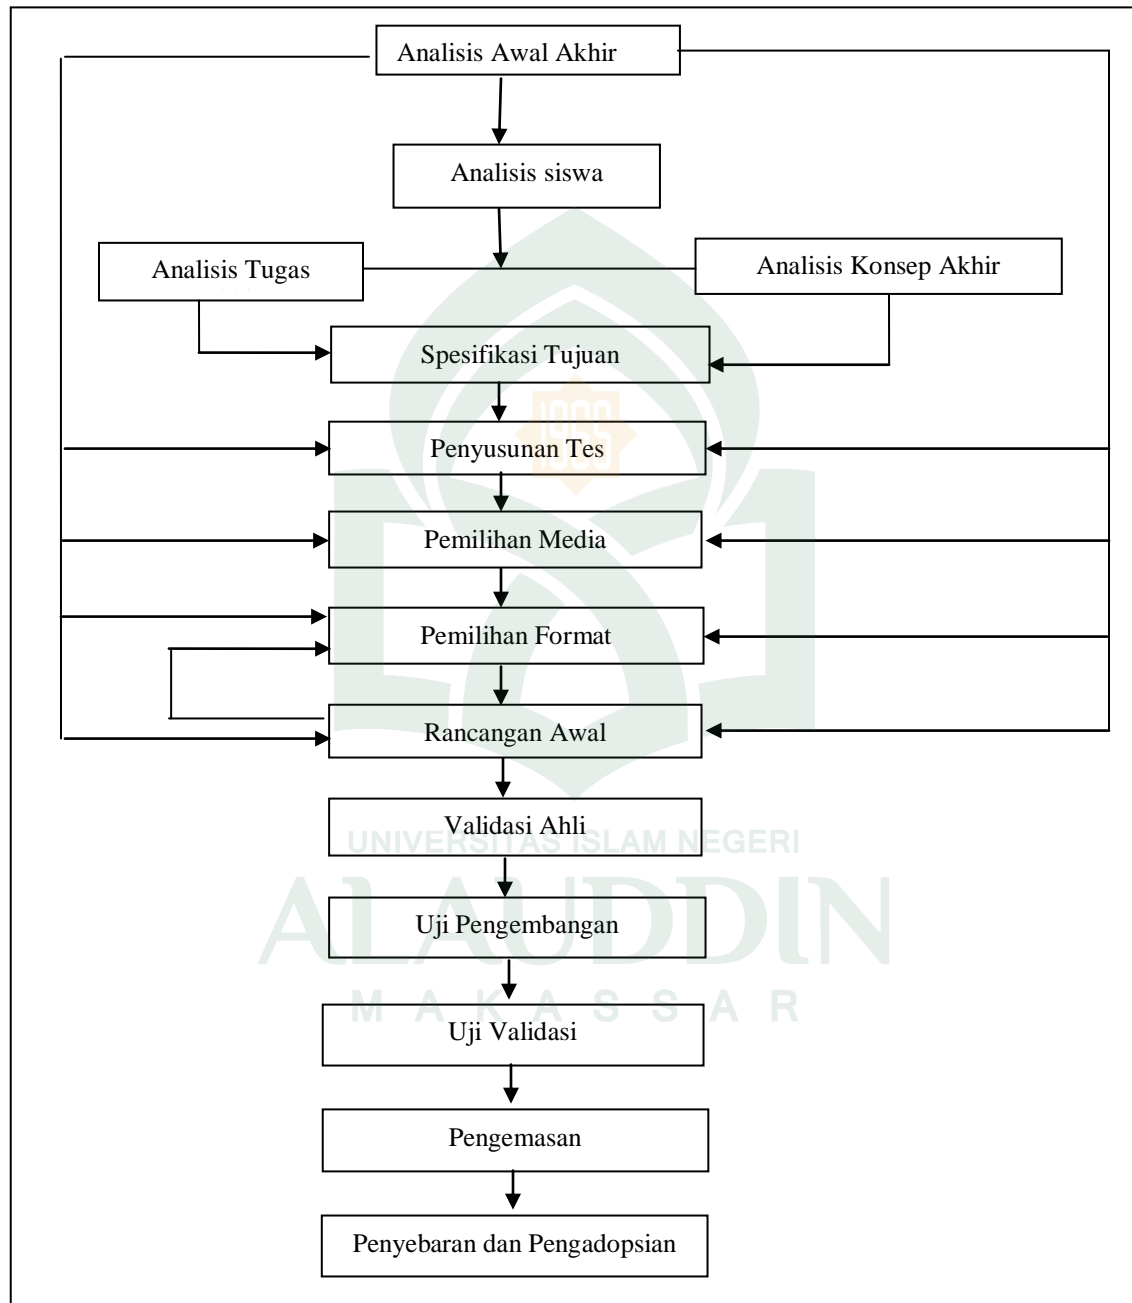 Analisis Awal Akhir
Analisis siswa
Analisis Tugas
Analisis Konsep Akhir
Spesifikasi Tujuan
Penyusunan Tes
Pemilihan Media
Pemilihan Format
Rancangan Awal
Validasi Ahli
UNIVERSITAS ISLAM NEGERI
ALAUDDIN
Uji Pengembangan
MAKASSAR
Uji Validasi
Pengemasan
Penyebaran dan Pengadopsian